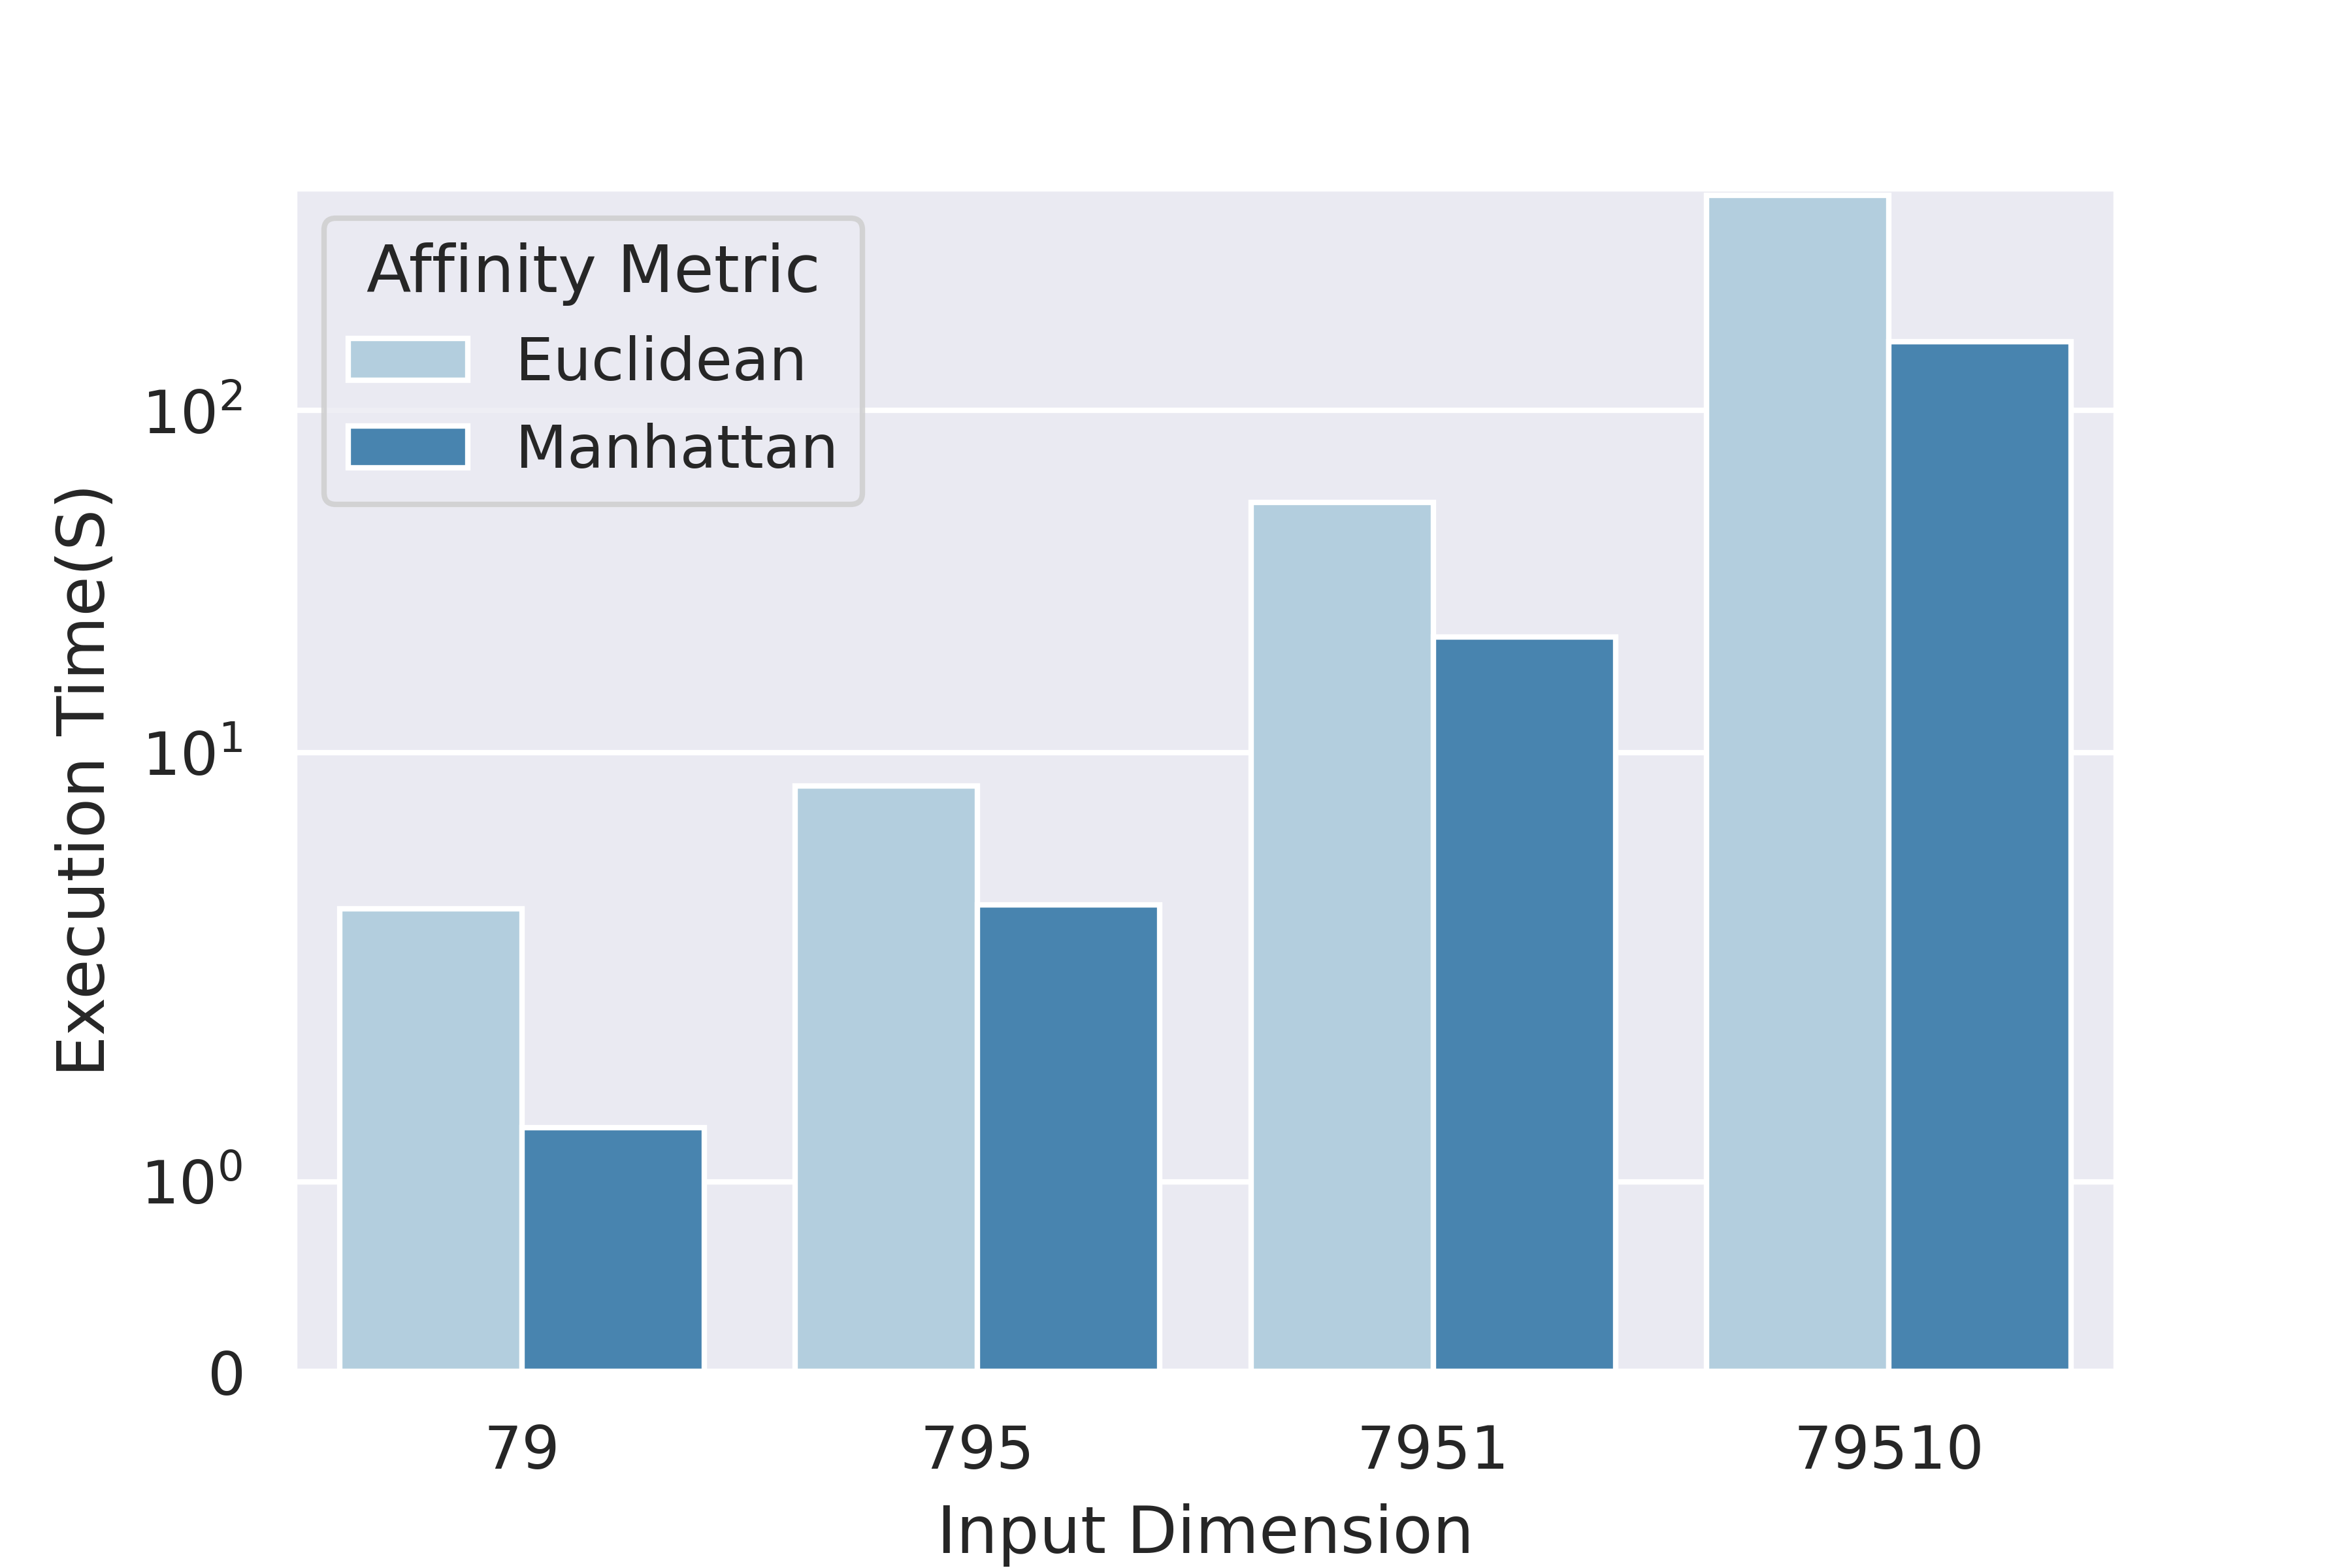 Affinity Metric
Euclidean
Manhattan
10²
10¹
10⁰
0
Execution Time(S)
79 795 7951 79510
Input Dimension